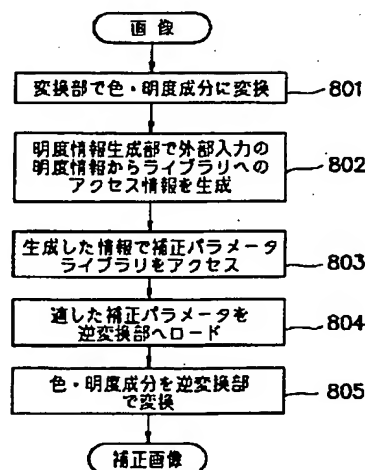 画像
変換部で色・明度成分に変換
801
明度情報生成部で外部入力の
明度情報からライブラリへの
アクセス情報を生成
802
生成した情報で補正パラメータ
ライブラリをアクセス
803
適した補正パラメータを
逆変換部へロード
804
色・明度成分を逆変換部
で変換
805
補正画像